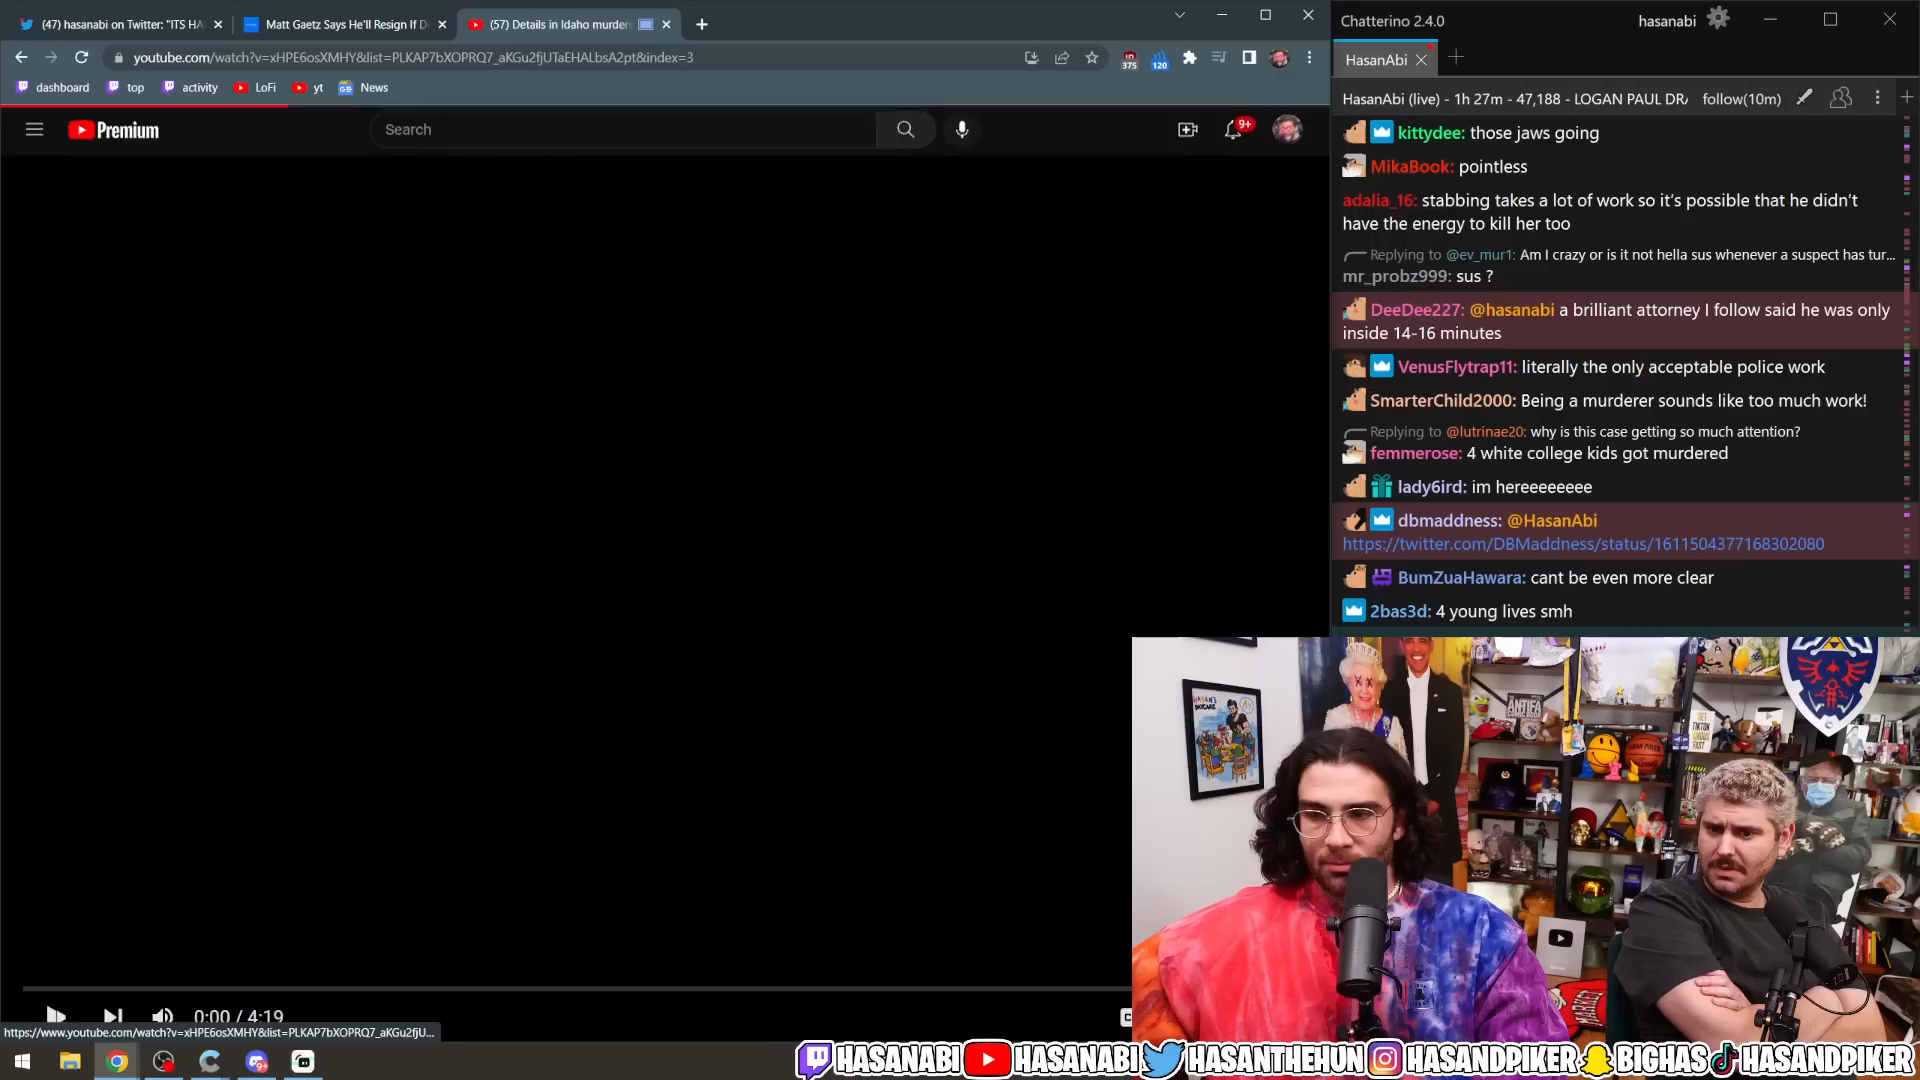 (47) hasanabi on Twitter: "ITS HA
Matt Gaetz Says He'll Resign If D
(57) Details in Idaho murders
youtube.com/watch?v=xHPE6osXMHY&list=PLKAP7bXOPRQ7_aKGu2fjUTaEHALbsA2pt&index=3
375
120
dashboard
top
activity
LoFi
yt
News
Premium
Search
9+
0:00 / 4:19
https://www.youtube.com/watch?v=xHPE6osXMHY&list=PLKAP7bXOPRQ7_aKGu2fjU...
Chatterino 2.4.0
hasanabi
HasanAbi
HasanAbi (live) - 1h 27m - 47,188 - LOGAN PAUL DRA
follow(10m)
kittydee: those jaws going
MikaBook: pointless
adalia_16: stabbing takes a lot of work so it's possible that he didn't
have the energy to kill her too
Replying to @ev_mur1: Am I crazy or is it not hella sus whenever a suspect has tur...
mr_probz999: sus ?
DeeDee227: @hasanabi a brilliant attorney I follow said he was only
inside 14-16 minutes
VenusFlytrap11: literally the only acceptable police work
SmarterChild2000: Being a murderer sounds like too much work!
Replying to @lutrinae20: why is this case getting so much attention?
femmerose: 4 white college kids got murdered
lady6ird: im hereeeeeeee
dbmaddness: @HasanAbi
https://twitter.com/DBMaddness/status/1611504377168302080
BumZuaHawara: cant be even more clear
2bas3d: 4 young lives smh
ANTIFA
HASANABI
HASANABI
HASANTHEHUN
HASANDPIKER
BIGHAS
HASANDPIKER